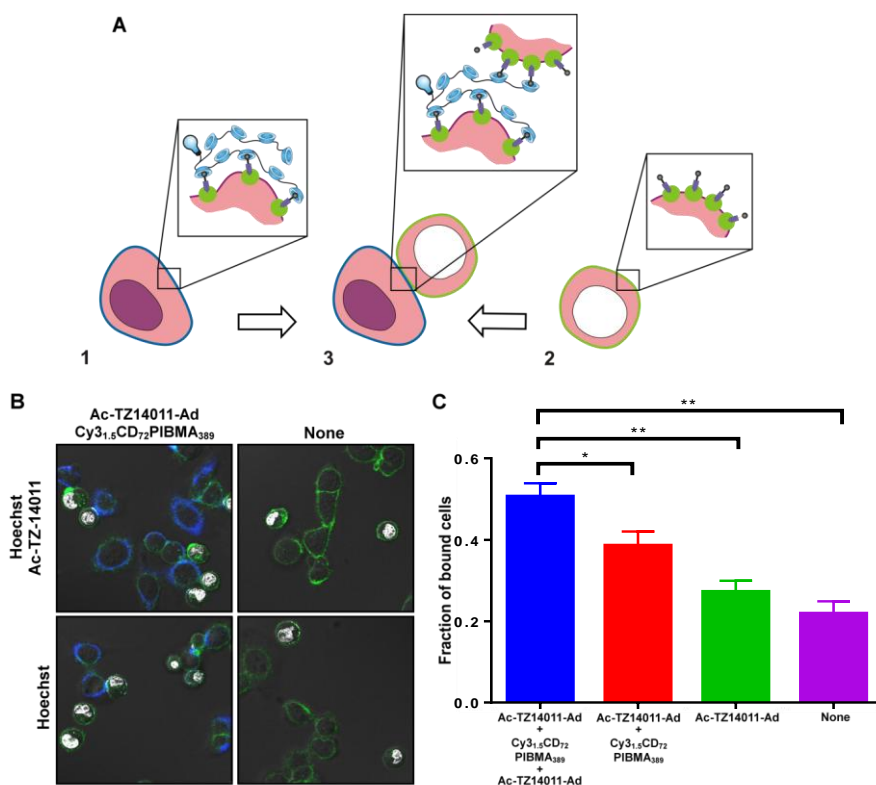 A
1
3
2
B
Ac-TZ14011-Ad
Cy3₁.₅CD₇₂PIBMA₃₈₉
None
Hoechst
Ac-TZ-14011
Hoechst
C
**
**
*
0.6
0.4
0.2
0.0
Fraction of bound cells
Ac-TZ14011-Ad
+
Cy3₁.₅CD₇₂
PIBMA₃₈₉
+
Ac-TZ14011-Ad
Ac-TZ14011-Ad
+
Cy3₁.₅CD₇₂
PIBMA₃₈₉
Ac-TZ14011-Ad
None